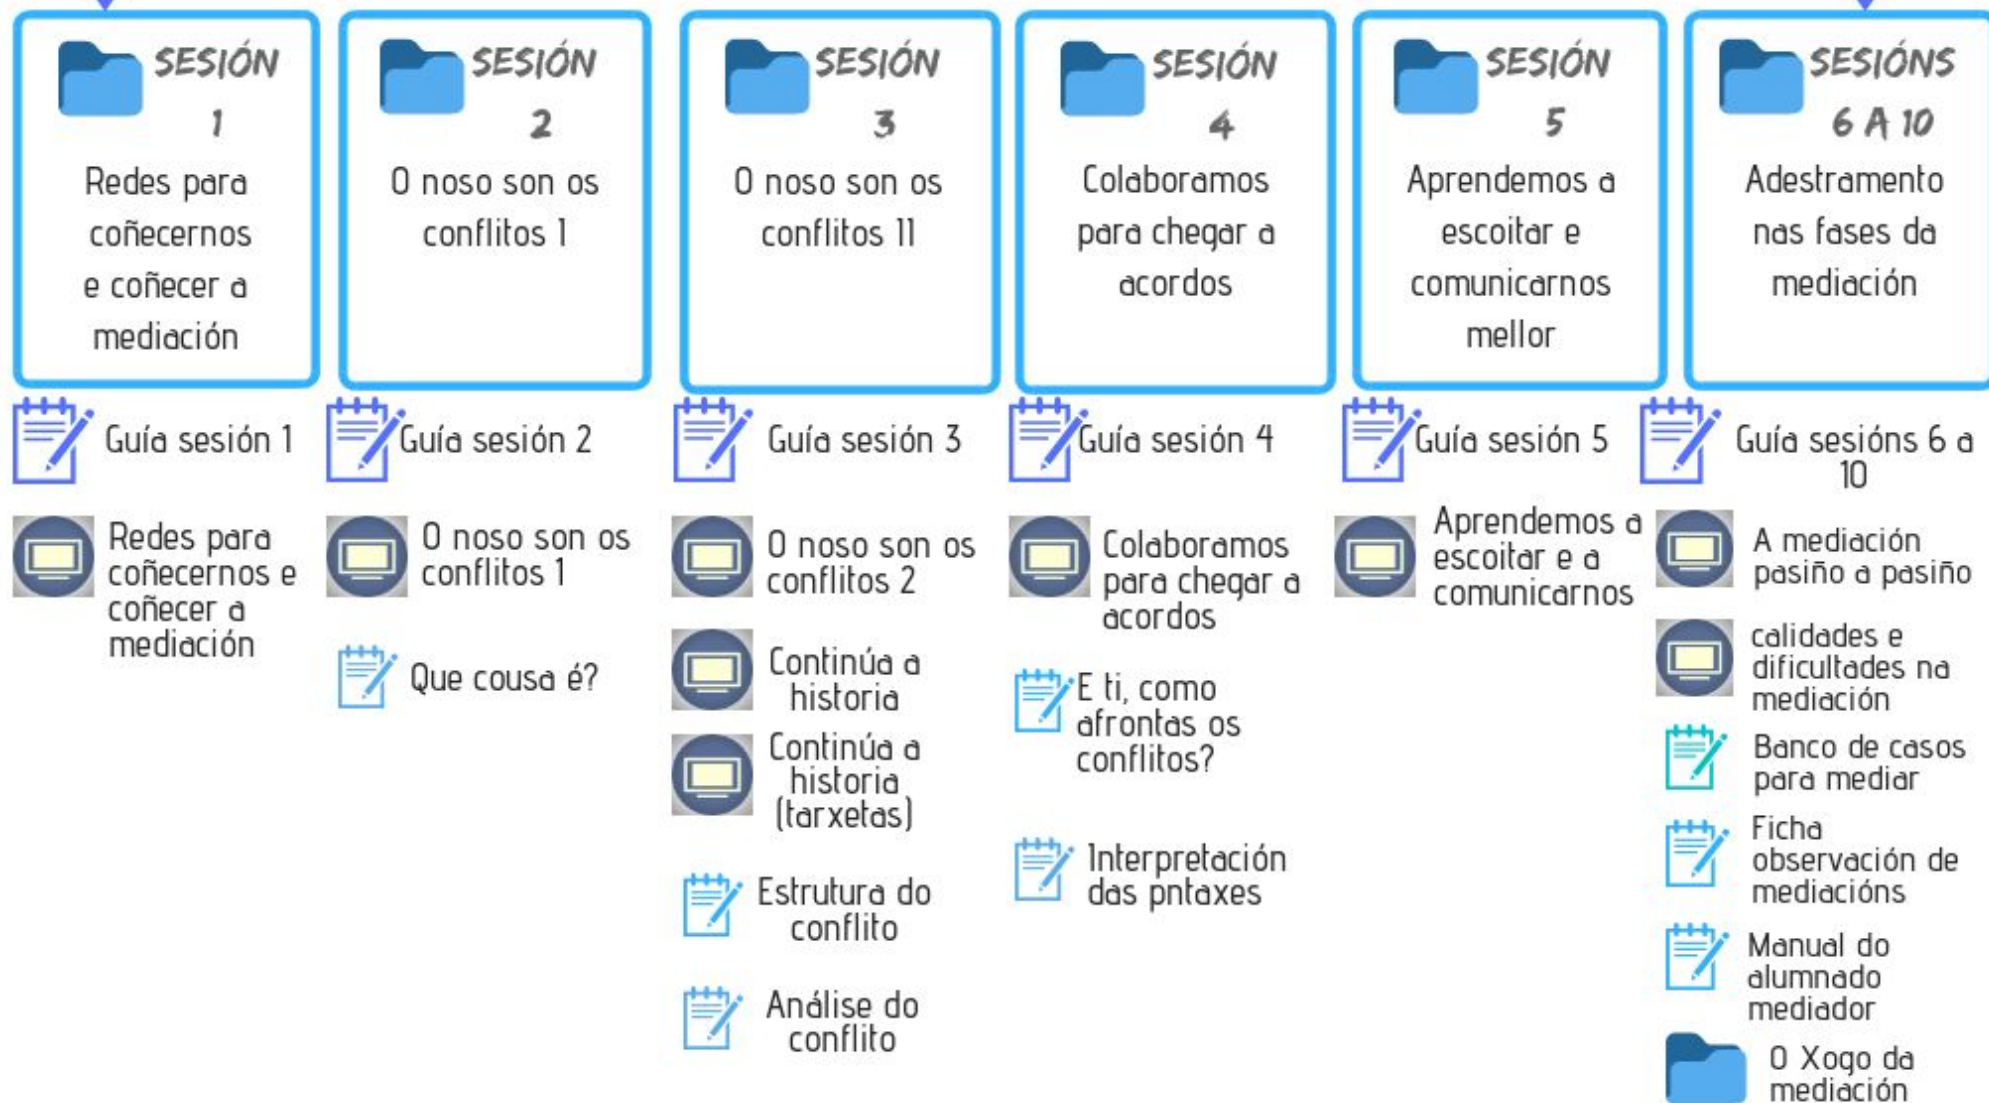 SESIÓN
1
Redes para
coñecernos
e coñecer a
mediación
Guía sesión 1
Redes para
coñecernos e
coñecer a
mediación
SESIÓN
2
O noso son os
conflitos 1
Guía sesión 2
O noso son os
conflitos 1
Que cousa é?
SESIÓN
3
O noso son os
conflitos 11
Guía sesión 3
O noso son os
conflitos 2
Continúa a
historia
Continúa a
historia
(tarxetas)
Estrutura do
conflito
Análise do
conflito
SESIÓN
4
Colaboramos
para chegar a
acordos
Guía sesión 4
Colaboramos
para chegar a
acordos
E ti, como
afrontas os
conflitos?
Interpretación
das pntaxes
SESIÓN
5
Aprendemos a
escoitar e
comunicarnos
mellor
Guía sesión 5
Aprendemos a
escoitar e a
comunicarnos
SESIÓNS
6 A 10
Adestramento
nas fases da
mediación
Guía sesións 6 a
10
A mediación
pasiño a pasiño
calidades e
dificultades na
mediación
Banco de casos
para mediar
Ficha
observación de
mediacións
Manual do
alumnado
mediador
O Xogo da
mediación